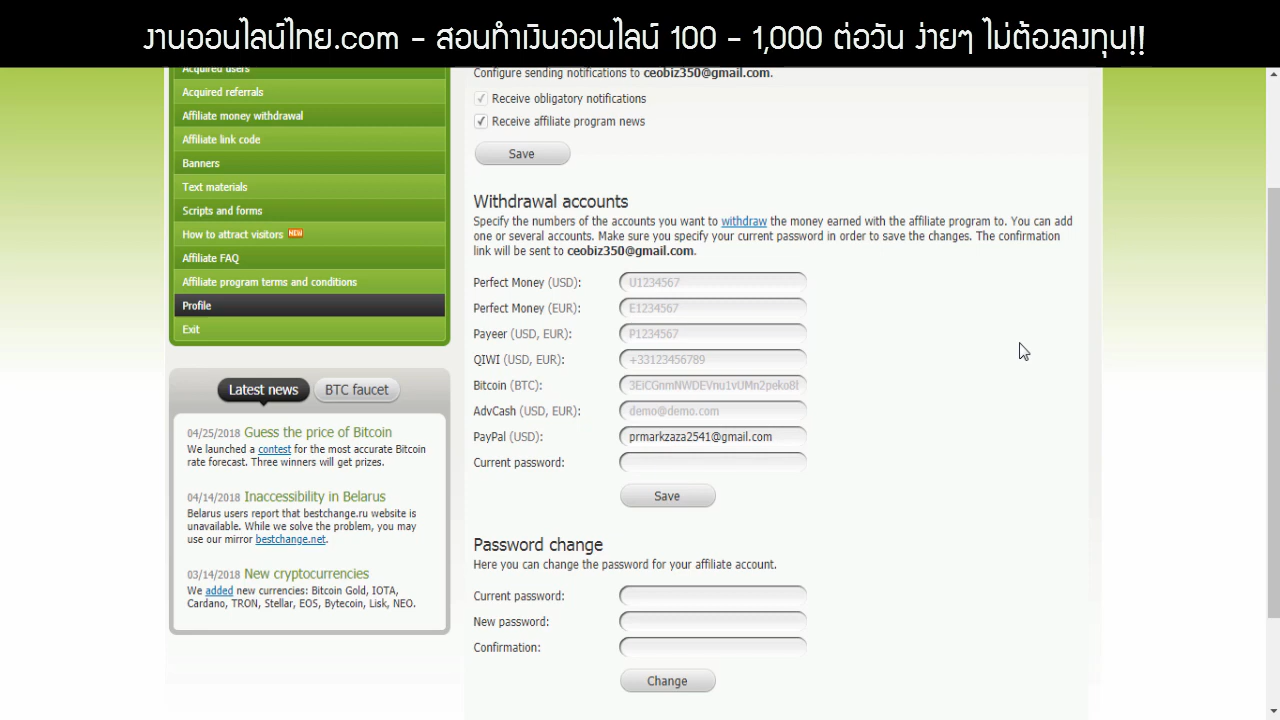 งานออนไลน์ไทย.com - สอนทำเงินออนไลน์ 100 - 1,000 ต่อวัน ง่ายๆ ไม่ต้องลงทุน!!
Acquired users
Acquired referrals
Affiliate money withdrawal
Affiliate link code
Banners
Text materials
Scripts and forms
How to attract visitors NEW
Affiliate FAQ
Affiliate program terms and conditions
Profile
Exit
Latest news BTC faucet
04/25/2018 Guess the price of Bitcoin
We launched a contest for the most accurate Bitcoin
rate forecast. Three winners will get prizes.
04/14/2018 Inaccessibility in Belarus
Belarus users report that bestchange.ru website is
unavailable. While we solve the problem, you may
use our mirror bestchange.net.
03/14/2018 New cryptocurrencies
We added new currencies: Bitcoin Gold, IOTA,
Cardano, TRON, Stellar, EOS, Bytecoin, Lisk, NEO.
Configure sending notifications to ceobiz350@gmail.com.
Receive obligatory notifications
Receive affiliate program news
Save
Withdrawal accounts
Specify the numbers of the accounts you want to withdraw the money earned with the affiliate program to. You can add
one or several accounts. Make sure you specify your current password in order to save the changes. The confirmation
link will be sent to ceobiz350@gmail.com.
Perfect Money (USD): U1234567
Perfect Money (EUR): E1234567
Payeer (USD, EUR): P1234567
QIWI (USD, EUR): +33123456789
Bitcoin (BTC):
AdvCash (USD, EUR): demo@demo.com
PayPal (USD): prmarkzaza2541@gmail.com
Current password:
Save
Password change
Here you can change the password for your affiliate account.
Current password:
New password:
Confirmation:
Change